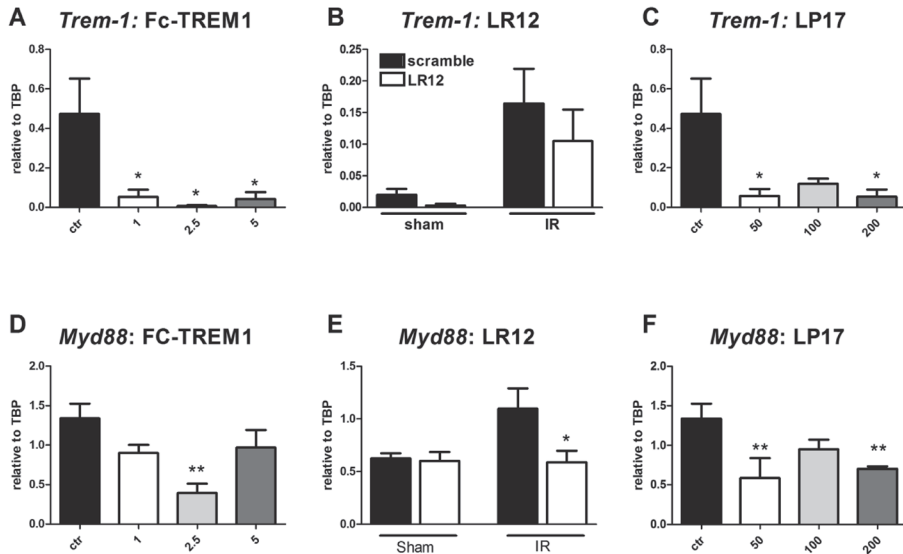 A Trem-1: Fc-TREM1
relative to TBP
0.8
0.6
0.4
0.2
0.0
* * *
ctr 1 2.5 5
B Trem-1: LR12
relative to TBP
0.25
0.20
0.15
0.10
0.05
0.00
scramble
LR12
sham IR
C Trem-1: LP17
relative to TBP
0.8
0.6
0.4
0.2
0.0
* *
ctr 50 100 200
D Myd88: FC-TREM1
relative to TBP
2.0
1.5
1.0
0.5
0.0
**
ctr 1 2.5 5
E Myd88: LR12
relative to TBP
1.5
1.0
0.5
0.0
*
Sham IR
F Myd88: LP17
relative to TBP
2.0
1.5
1.0
0.5
0.0
** **
ctr 50 100 200